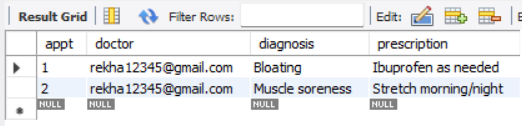 Result Grid Filter Rows: Edit:
appt doctor diagnosis prescription
1 rekha12345@gmail.com Bloating Ibuprofen as needed
2 rekha12345@gmail.com Muscle soreness Stretch morning/night
NULL NULL NULL NULL